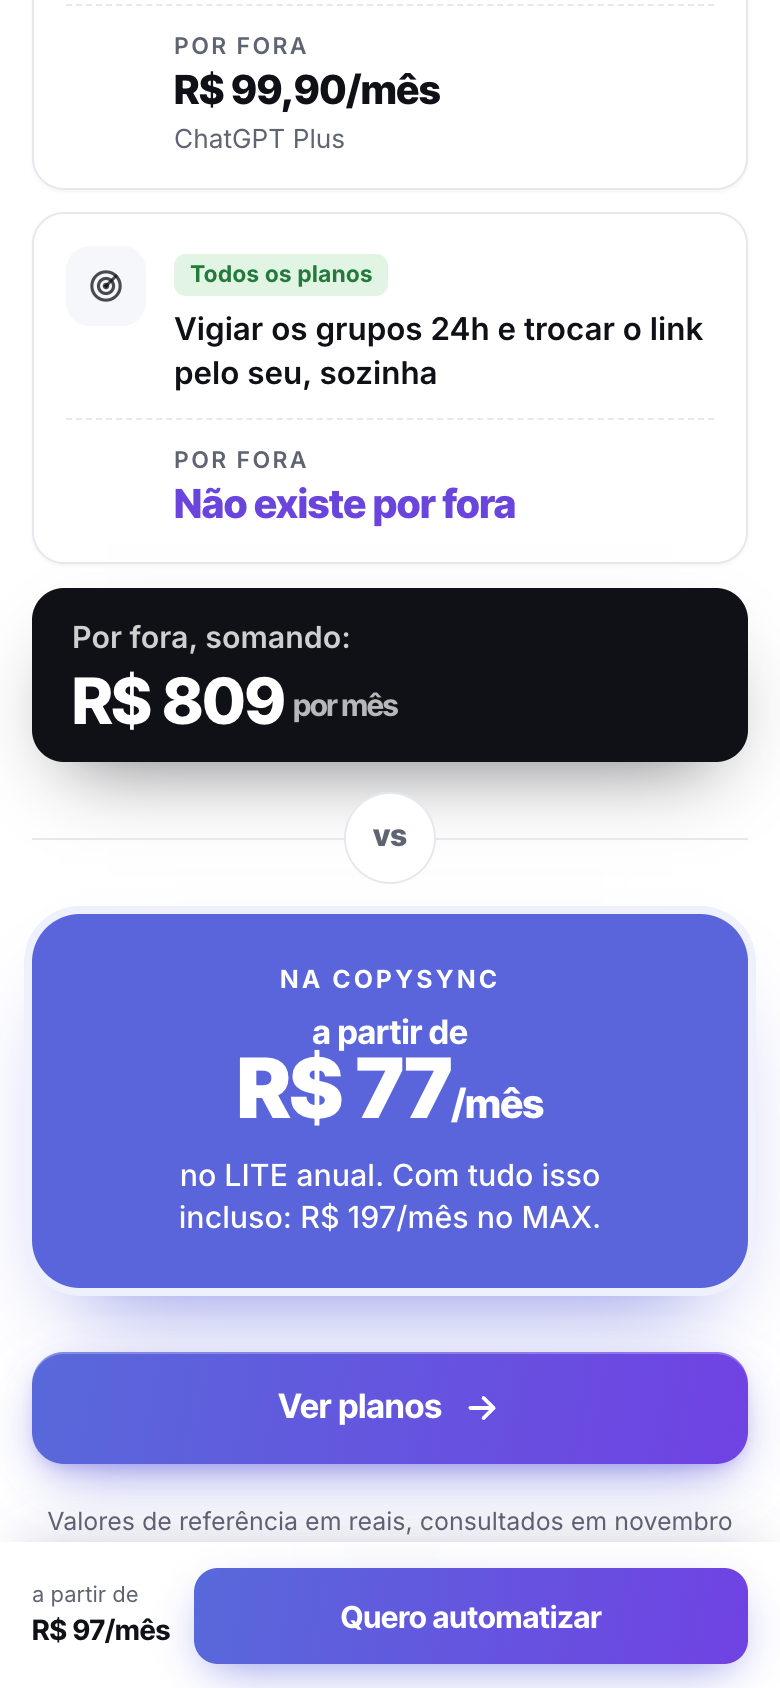 POR FORA
R$ 99,90/mês
ChatGPT Plus
Todos os planos
Vigiar os grupos 24h e trocar o link
pelo seu, sozinha
POR FORA
Não existe por fora
Por fora, somando:
R$ 809 por mês
vs
NA COPYSYNC
a partir de
R$ 77/mês
no LITE anual. Com tudo isso
incluso: R$ 197/mês no MAX.
Ver planos →
Valores de referência em reais, consultados em novembro
a partir de
R$ 97/mês
Quero automatizar